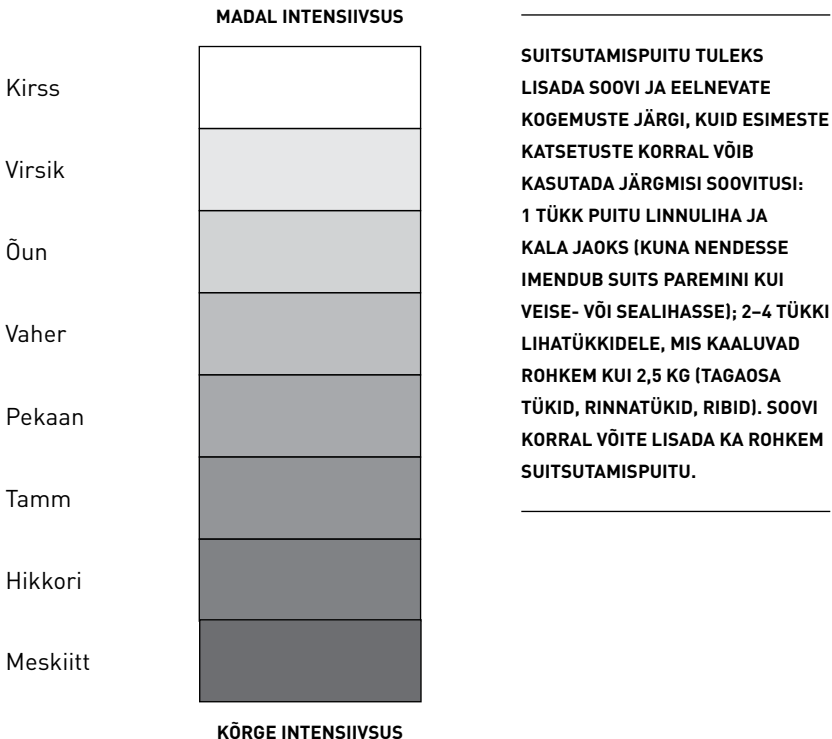 MADAL INTENSIIVSUS
Kirss
Virsik
Õun
Vaher
Pekaan
Tamm
Hikkori
Meskiitt
KÕRGE INTENSIIVSUS
SUITSUTAMISPUITU TULEKS
LISADA SOOVI JA EELNEVATE
KOGEMUSTE JÄRGI, KUID ESIMESTE
KATSETUSTE KORRAL VÕIB
KASUTADA JÄRGMISI SOOVITUSI:
1 TÜKK PUITU LINNULIHA JA
KALA JAOKS (KUNA NENDESSE
IMENDUB SUITS PAREMINI KUI
VEISE- VÕI SEALIHASSE); 2–4 TÜKKI
LIHATÜKKIDELE, MIS KAALUVAD
ROHKEM KUI 2,5 KG (TAGAOSA
TÜKID, RINNATÜKID, RIBID). SOOVI
KORRAL VÕITE LISADA KA ROHKEM
SUITSUTAMISPUITU.